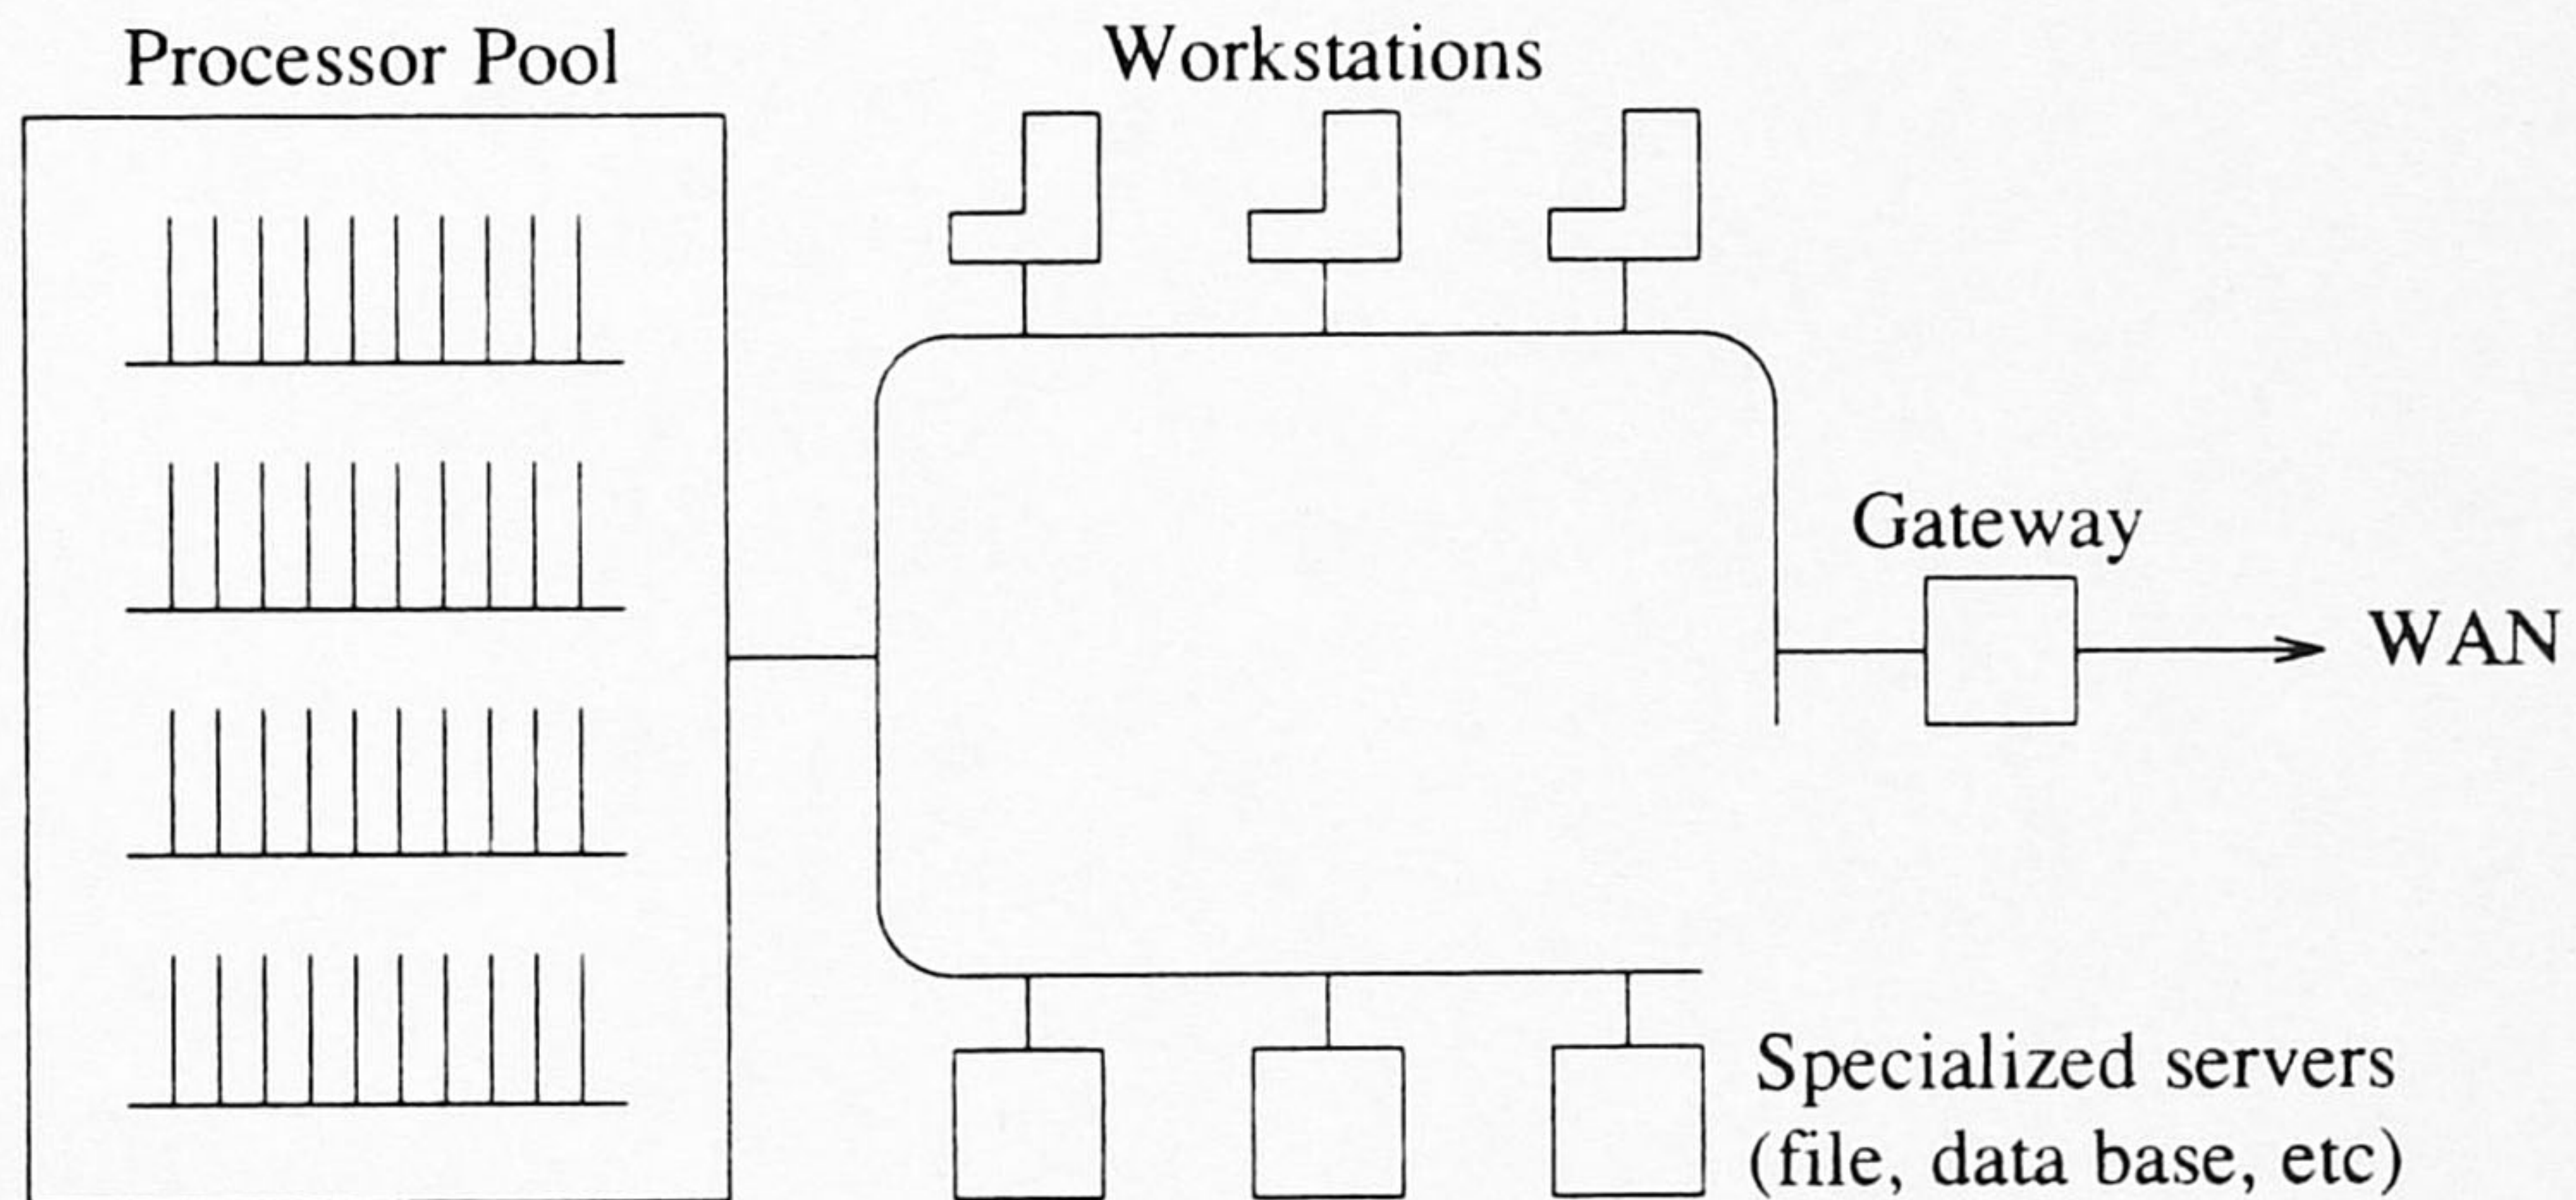 Processor Pool
Workstations
Gateway
WAN
Specialized servers
(file, data base, etc)